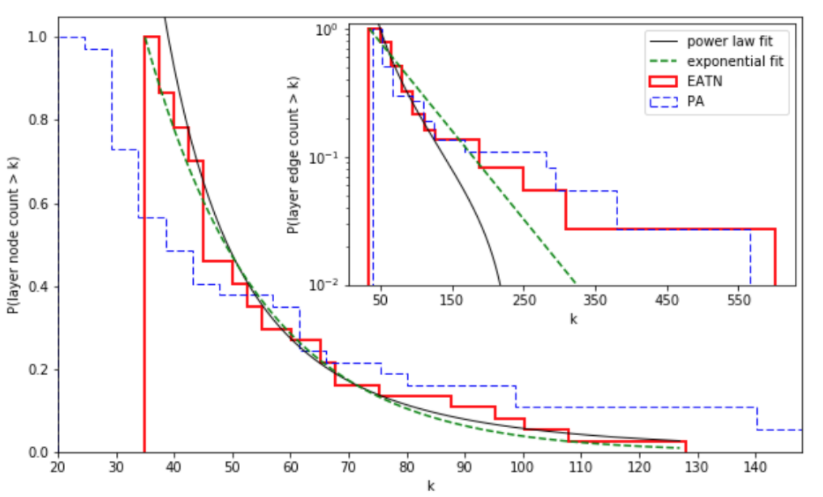 P(layer node count > k)
1.0
0.8
0.6
0.4
0.2
0.0
20 30 40 50 60 70 80 90 100 110 120 130 140
k
P(layer edge count > k)
10⁰
10⁻¹
10⁻²
50 150 250 350 450 550
k
power law fit
exponential fit
EATN
PA